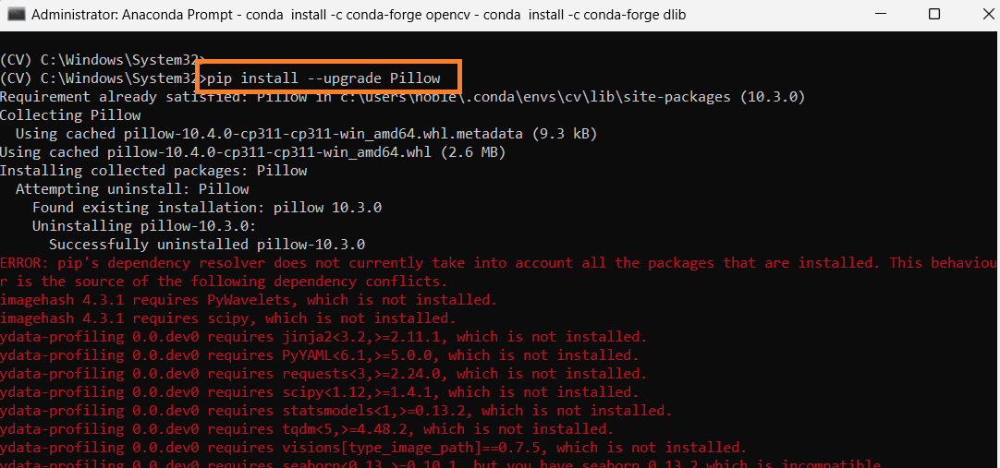 Administrator: Anaconda Prompt - conda  install -c conda-forge opencv - conda  install -c conda-forge dlib
(CV) C:\Windows\System32>
(CV) C:\Windows\System32>pip install --upgrade Pillow
Requirement already satisfied: Pillow in c:\users\noble\.conda\envs\cv\lib\site-packages (10.3.0)
Collecting Pillow
  Using cached pillow-10.4.0-cp311-cp311-win_amd64.whl.metadata (9.3 kB)
Using cached pillow-10.4.0-cp311-cp311-win_amd64.whl (2.6 MB)
Installing collected packages: Pillow
  Attempting uninstall: Pillow
    Found existing installation: pillow 10.3.0
    Uninstalling pillow-10.3.0:
      Successfully uninstalled pillow-10.3.0
ERROR: pip's dependency resolver does not currently take into account all the packages that are installed. This behaviou
r is the source of the following dependency conflicts.
imagehash 4.3.1 requires PyWavelets, which is not installed.
imagehash 4.3.1 requires scipy, which is not installed.
ydata-profiling 0.0.dev0 requires jinja2<3.2,>=2.11.1, which is not installed.
ydata-profiling 0.0.dev0 requires PyYAML<6.1,>=5.0.0, which is not installed.
ydata-profiling 0.0.dev0 requires requests<3,>=2.24.0, which is not installed.
ydata-profiling 0.0.dev0 requires scipy<1.12,>=1.4.1, which is not installed.
ydata-profiling 0.0.dev0 requires statsmodels<1,>=0.13.2, which is not installed.
ydata-profiling 0.0.dev0 requires tqdm<5,>=4.48.2, which is not installed.
ydata-profiling 0.0.dev0 requires visions[type_image_path]==0.7.5, which is not installed.
ydata-profiling 0.0.dev0 requires seaborn<0.13,>=0.10.1, but you have seaborn 0.13.2 which is incompatible.